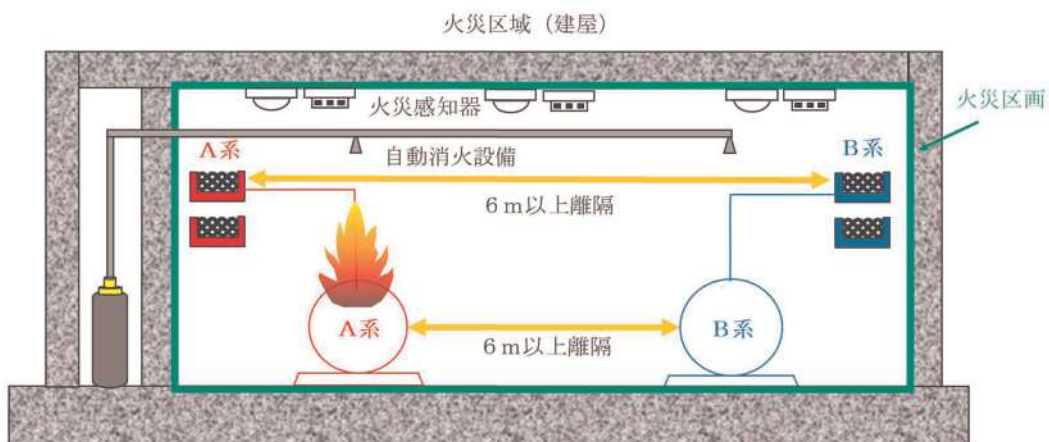 火災区域（建屋）
火災区画
火災感知器
A系
自動消火設備
B系
6m以上離隔
A系
B系
6m以上離隔